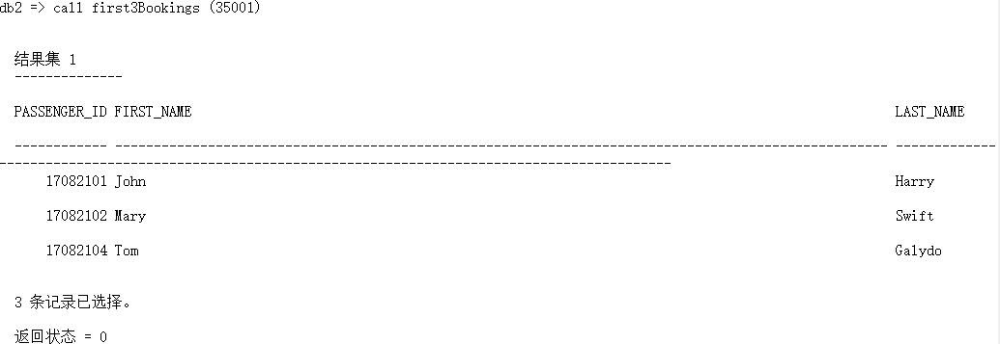 db2 => call first3Bookings (35001)
结果集 1
--------------
PASSENGER_ID FIRST_NAME LAST_NAME
------------ ---------------------------------------------------------------------------------------------------- -------------
---------------------------------------------------------------------------------------
17082101 John Harry
17082102 Mary Swift
17082104 Tom Galydo
3 条记录已选择。
返回状态 = 0